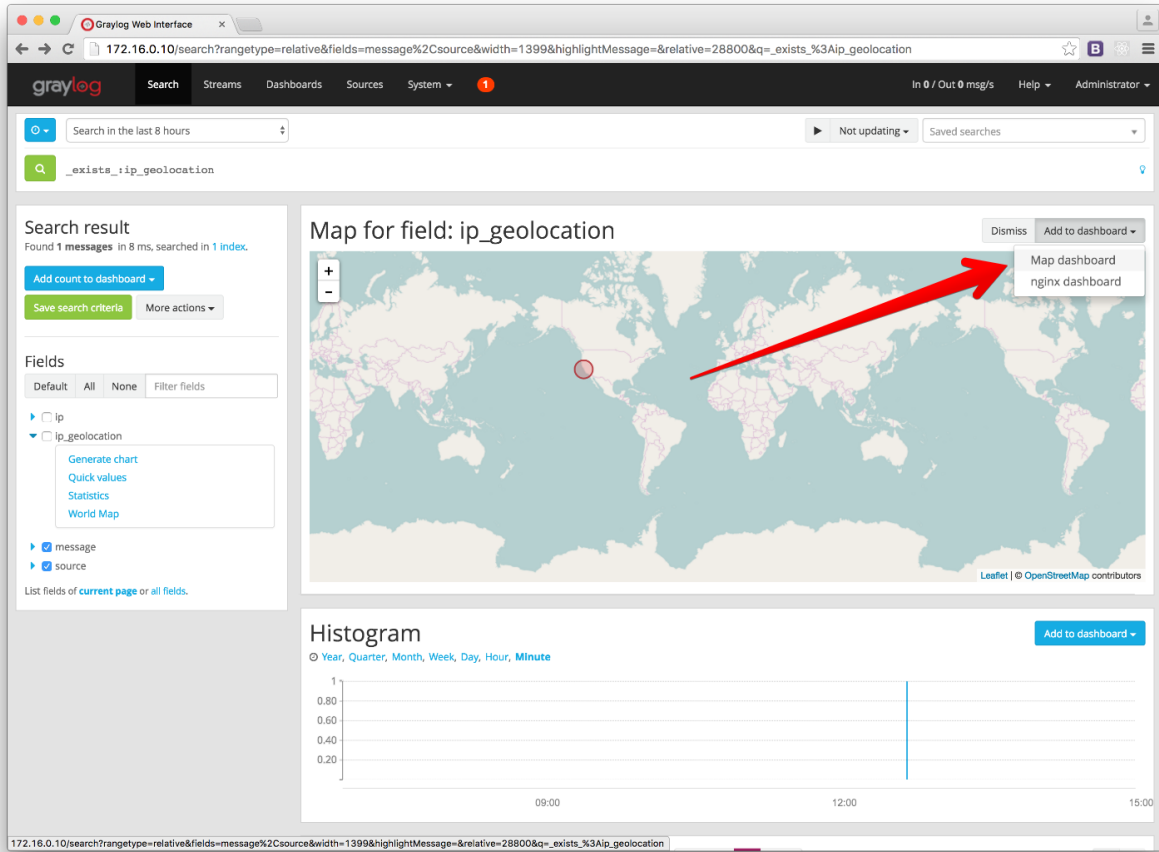 Graylog Web Interface
172.16.0.10/search?rangetype=relative&fields=message%2Csource&width=1399&highlightMessage=&relative=28800&q=_exists_%3Aip_geolocation
B
graylog Search Streams Dashboards Sources System 1 In 0 / Out 0 msg/s Help Administrator
Search in the last 8 hours Not updating Saved searches
_exists_:ip_geolocation
Search result
Found 1 messages in 8 ms, searched in 1 index.
Add count to dashboard
Save search criteria More actions
Fields
Default All None Filter fields
ip
ip_geolocation
Generate chart
Quick values
Statistics
World Map
message
source
List fields of current page or all fields.
Map for field: ip_geolocation Dismiss Add to dashboard
Map dashboard
nginx dashboard
+
-
Leaflet | © OpenStreetMap contributors
Histogram Add to dashboard
Year, Quarter, Month, Week, Day, Hour, Minute
1
0.80
0.60
0.40
0.20
09:00 12:00 15:00
172.16.0.10/search?rangetype=relative&fields=message%2Csource&width=1399&highlightMessage=&relative=28800&q=_exists_%3Aip_geolocation